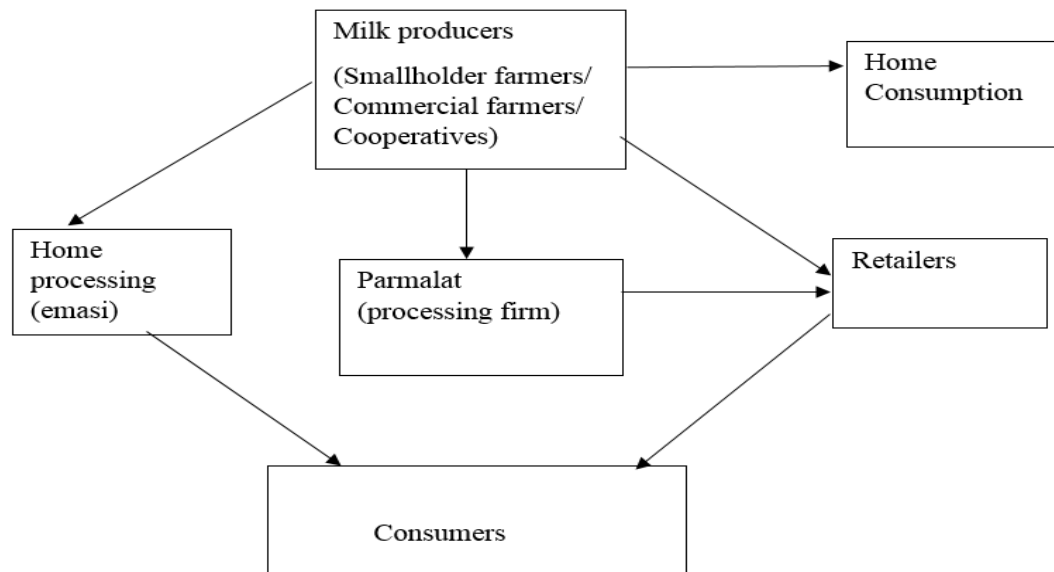 Milk producers
(Smallholder farmers/
Commercial farmers/
Cooperatives)
Home
Consumption
Home
processing
(emasi)
Parmalat
(processing firm)
Retailers
Consumers